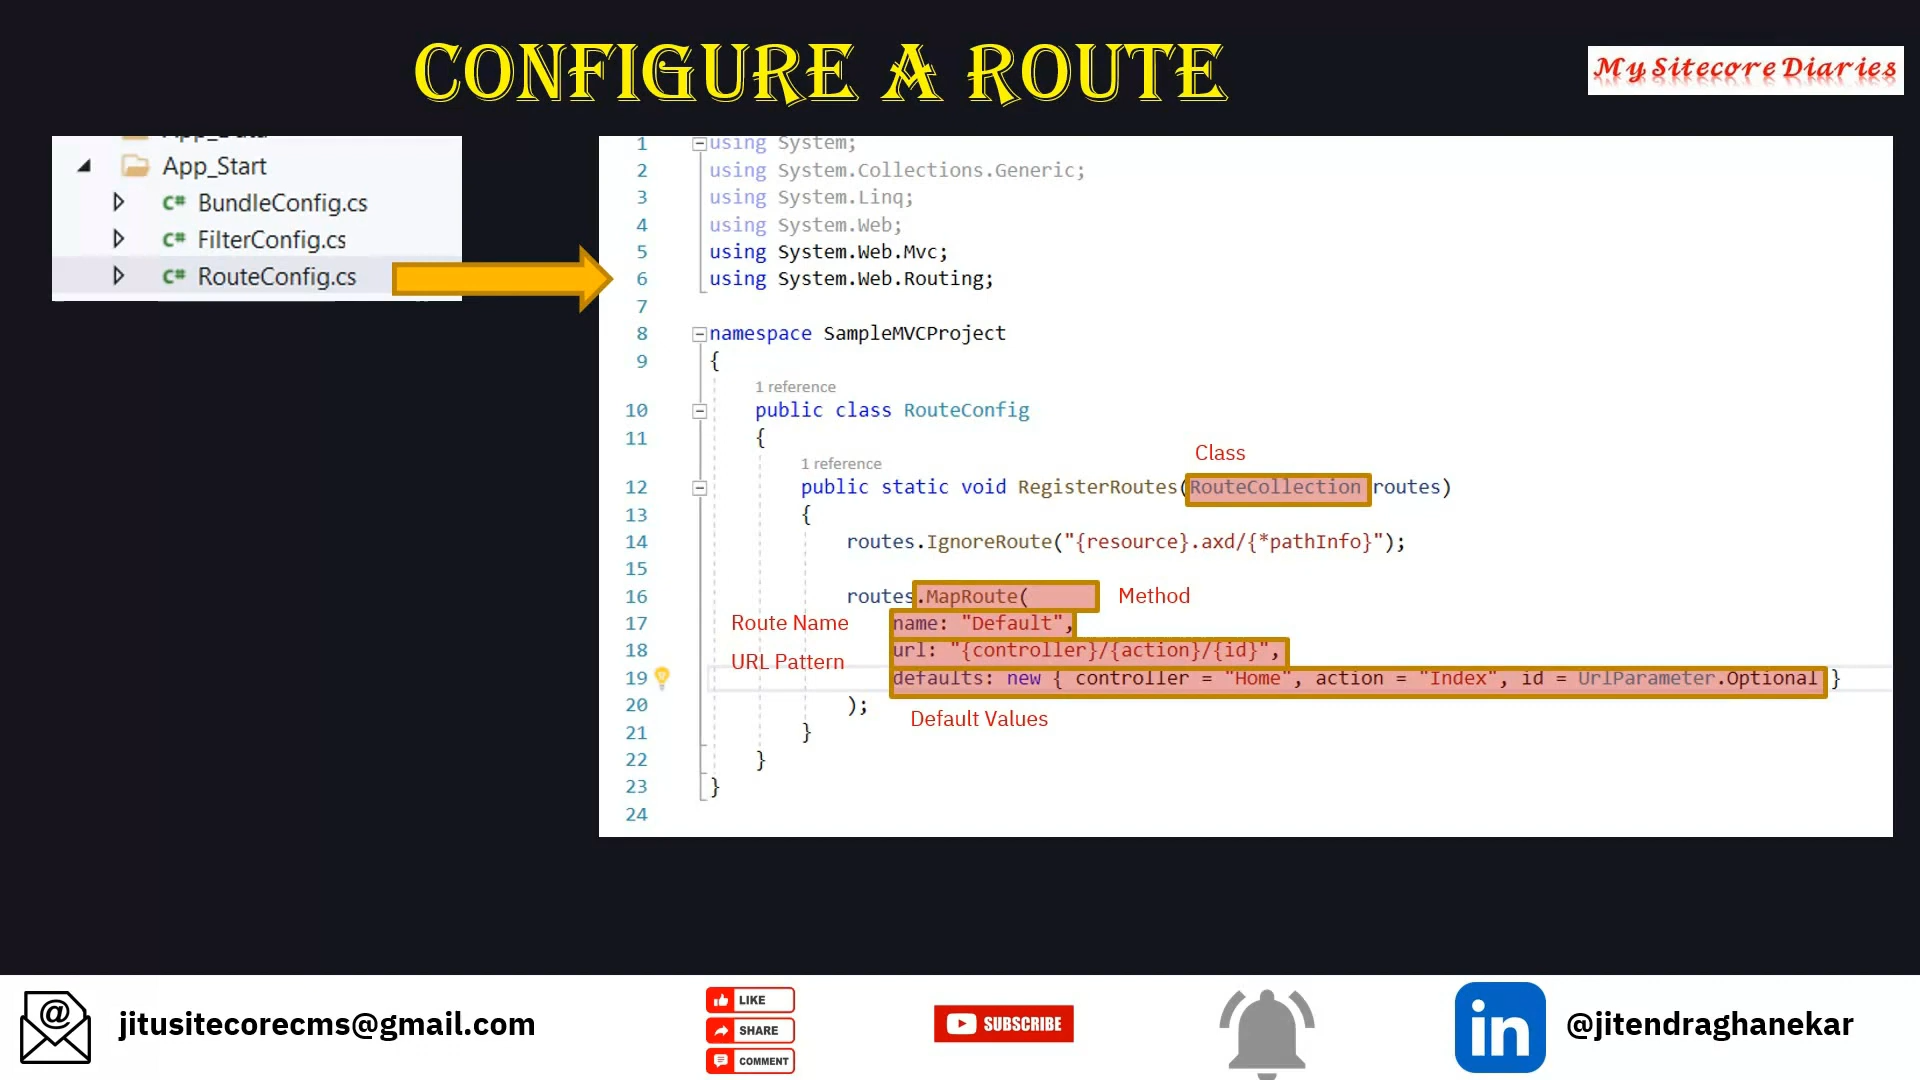 CONFIGURE A ROUTE
My Sitecore Diaries
App_Data
App_Start
C# BundleConfig.cs
C# FilterConfig.cs
C# RouteConfig.cs
1 using System;
2 using System.Collections.Generic;
3 using System.Linq;
4 using System.Web;
5 using System.Web.Mvc;
6 using System.Web.Routing;
7
8 namespace SampleMVCProject
9 {
1 reference
10 public class RouteConfig
11 {
Class
1 reference
12 public static void RegisterRoutes(RouteCollection routes)
13 {
14 routes.IgnoreRoute("{resource}.axd/{*pathInfo}");
15
16 routes.MapRoute( Method
Route Name
17 name: "Default",
URL Pattern
18 url: "{controller}/{action}/{id}",
19 defaults: new { controller = "Home", action = "Index", id = UrlParameter.Optional }
20 );
Default Values
21 }
22 }
23 }
24
@ jitusitecorecms@gmail.com
LIKE
SHARE
COMMENT
SUBSCRIBE
in @jitendraghanekar